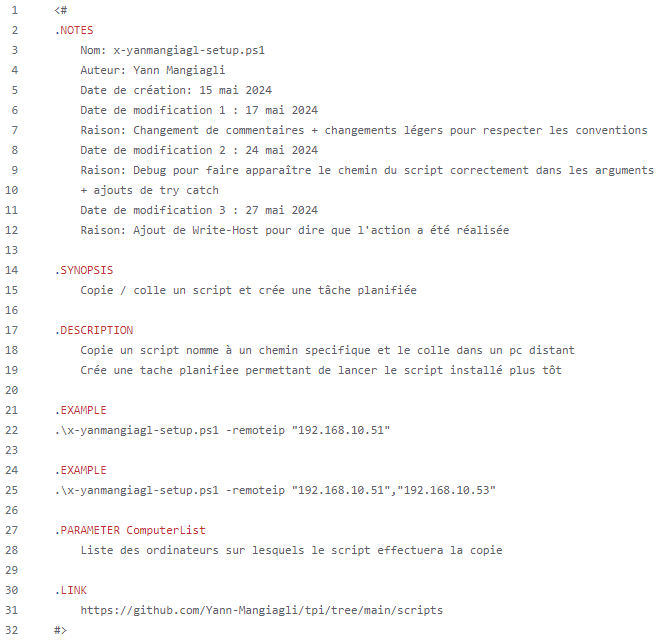 1 <#
2 .NOTES
3 Nom: x-yanmangiagl-setup.ps1
4 Auteur: Yann Mangiagli
5 Date de création: 15 mai 2024
6 Date de modification 1 : 17 mai 2024
7 Raison: Changement de commentaires + changements légers pour respecter les conventions
8 Date de modification 2 : 24 mai 2024
9 Raison: Debug pour faire apparaître le chemin du script correctement dans les arguments
10 + ajouts de try catch
11 Date de modification 3 : 27 mai 2024
12 Raison: Ajout de Write-Host pour dire que l'action a été réalisée
13
14 .SYNOPSIS
15 Copie / colle un script et crée une tâche planifiée
16
17 .DESCRIPTION
18 Copie un script nomme à un chemin specifique et le colle dans un pc distant
19 Crée une tache planifiee permettant de lancer le script installé plus tôt
20
21 .EXAMPLE
22 .\x-yanmangiagl-setup.ps1 -remoteip "192.168.10.51"
23
24 .EXAMPLE
25 .\x-yanmangiagl-setup.ps1 -remoteip "192.168.10.51","192.168.10.53"
26
27 .PARAMETER ComputerList
28 Liste des ordinateurs sur lesquels le script effectuera la copie
29
30 .LINK
31 https://github.com/Yann-Mangiagli/tpi/tree/main/scripts
32 #>